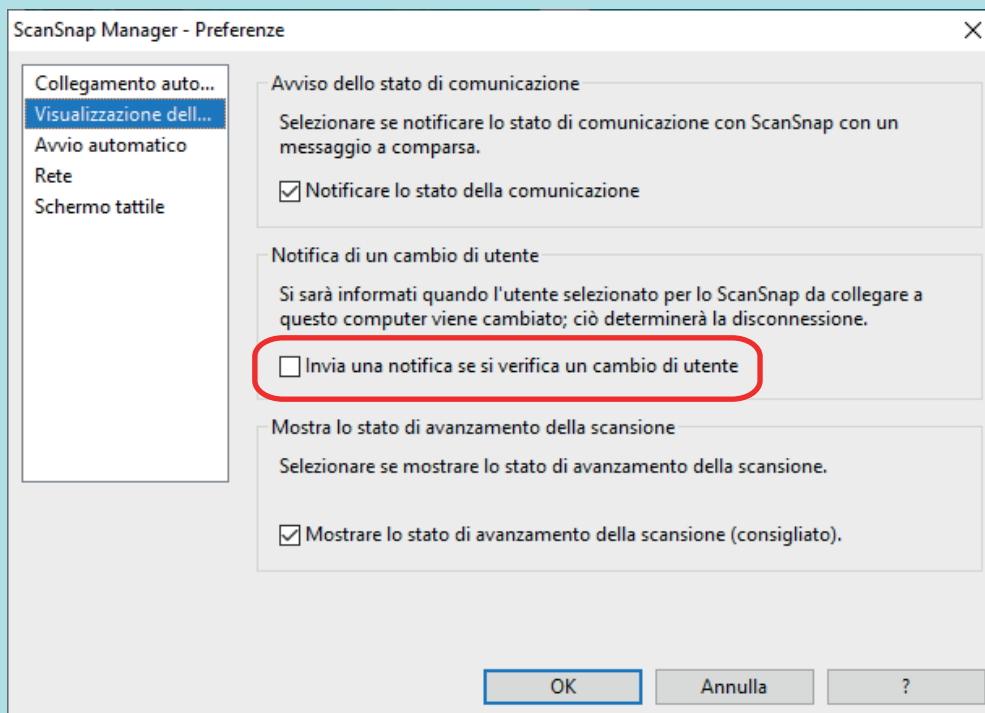 ScanSnap Manager - Preferenze
Collegamento auto...
Visualizzazione dell...
Avvio automatico
Rete
Schermo tattile
Avviso dello stato di comunicazione
Selezionare se notificare lo stato di comunicazione con ScanSnap con un
messaggio a comparsa.
Notificare lo stato della comunicazione
Notifica di un cambio di utente
Si sarà informati quando l'utente selezionato per lo ScanSnap da collegare a
questo computer viene cambiato; ciò determinerà la disconnessione.
Invia una notifica se si verifica un cambio di utente
Mostra lo stato di avanzamento della scansione
Selezionare se mostrare lo stato di avanzamento della scansione.
Mostrare lo stato di avanzamento della scansione (consigliato).
OK
Annulla
?